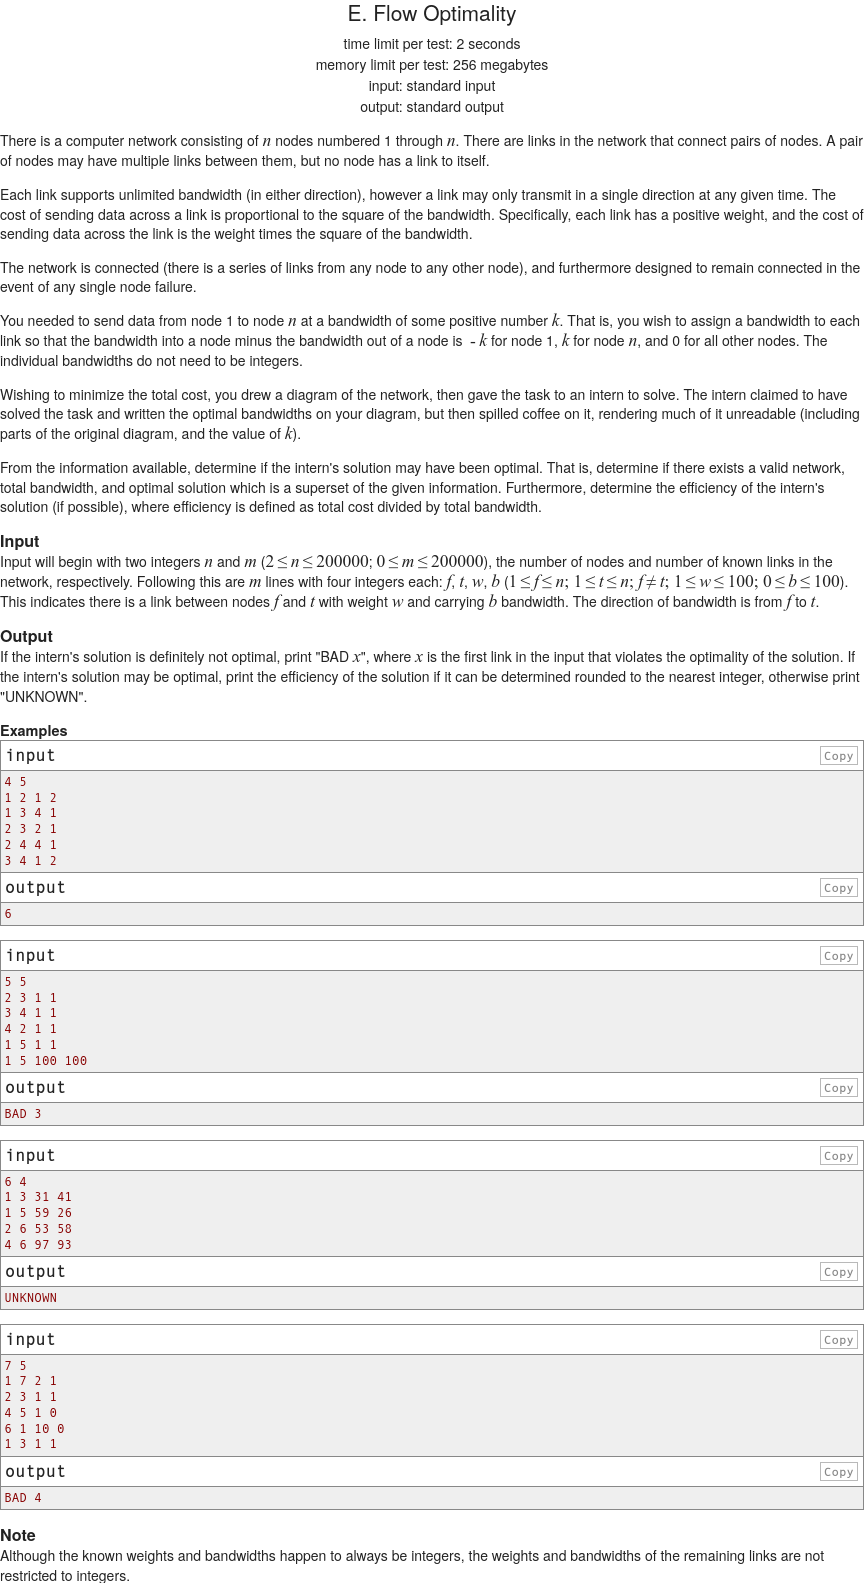 E. Flow Optimality
time limit per test: 2 seconds
memory limit per test: 256 megabytes
input: standard input
output: standard output
There is a computer network consisting of n nodes numbered 1 through n. There are links in the network that connect pairs of nodes. A pair
of nodes may have multiple links between them, but no node has a link to itself.
Each link supports unlimited bandwidth (in either direction), however a link may only transmit in a single direction at any given time. The
cost of sending data across a link is proportional to the square of the bandwidth. Specifically, each link has a positive weight, and the cost of
sending data across the link is the weight times the square of the bandwidth.
The network is connected (there is a series of links from any node to any other node), and furthermore designed to remain connected in the
event of any single node failure.
You needed to send data from node 1 to node n at a bandwidth of some positive number k. That is, you wish to assign a bandwidth to each
link so that the bandwidth into a node minus the bandwidth out of a node is - k for node 1, k for node n, and 0 for all other nodes. The
individual bandwidths do not need to be integers.
Wishing to minimize the total cost, you drew a diagram of the network, then gave the task to an intern to solve. The intern claimed to have
solved the task and written the optimal bandwidths on your diagram, but then spilled coffee on it, rendering much of it unreadable (including
parts of the original diagram, and the value of k).
From the information available, determine if the intern's solution may have been optimal. That is, determine if there exists a valid network,
total bandwidth, and optimal solution which is a superset of the given information. Furthermore, determine the efficiency of the intern's
solution (if possible), where efficiency is defined as total cost divided by total bandwidth.
Input
Input will begin with two integers n and m (2 ≤ n ≤ 200000; 0 ≤ m ≤ 200000), the number of nodes and number of known links in the
network, respectively. Following this are m lines with four integers each: f, t, w, b (1 ≤ f ≤ n; 1 ≤ t ≤ n; f ≠ t; 1 ≤ w ≤ 100; 0 ≤ b ≤ 100).
This indicates there is a link between nodes f and t with weight w and carrying b bandwidth. The direction of bandwidth is from f to t.
Output
If the intern's solution is definitely not optimal, print "BAD x", where x is the first link in the input that violates the optimality of the solution. If
the intern's solution may be optimal, print the efficiency of the solution if it can be determined rounded to the nearest integer, otherwise print
"UNKNOWN".
Examples
input Copy
4 5
1 2 1 2
1 3 4 1
2 3 2 1
2 4 4 1
3 4 1 2
output Copy
6
input Copy
5 5
2 3 1 1
3 4 1 1
4 2 1 1
1 5 1 1
1 5 100 100
output Copy
BAD 3
input Copy
6 4
1 3 31 41
1 5 59 26
2 6 53 58
4 6 97 93
output Copy
UNKNOWN
input Copy
7 5
1 7 2 1
2 3 1 1
4 5 1 0
6 1 10 0
1 3 1 1
output Copy
BAD 4
Note
Although the known weights and bandwidths happen to always be integers, the weights and bandwidths of the remaining links are not
restricted to integers.